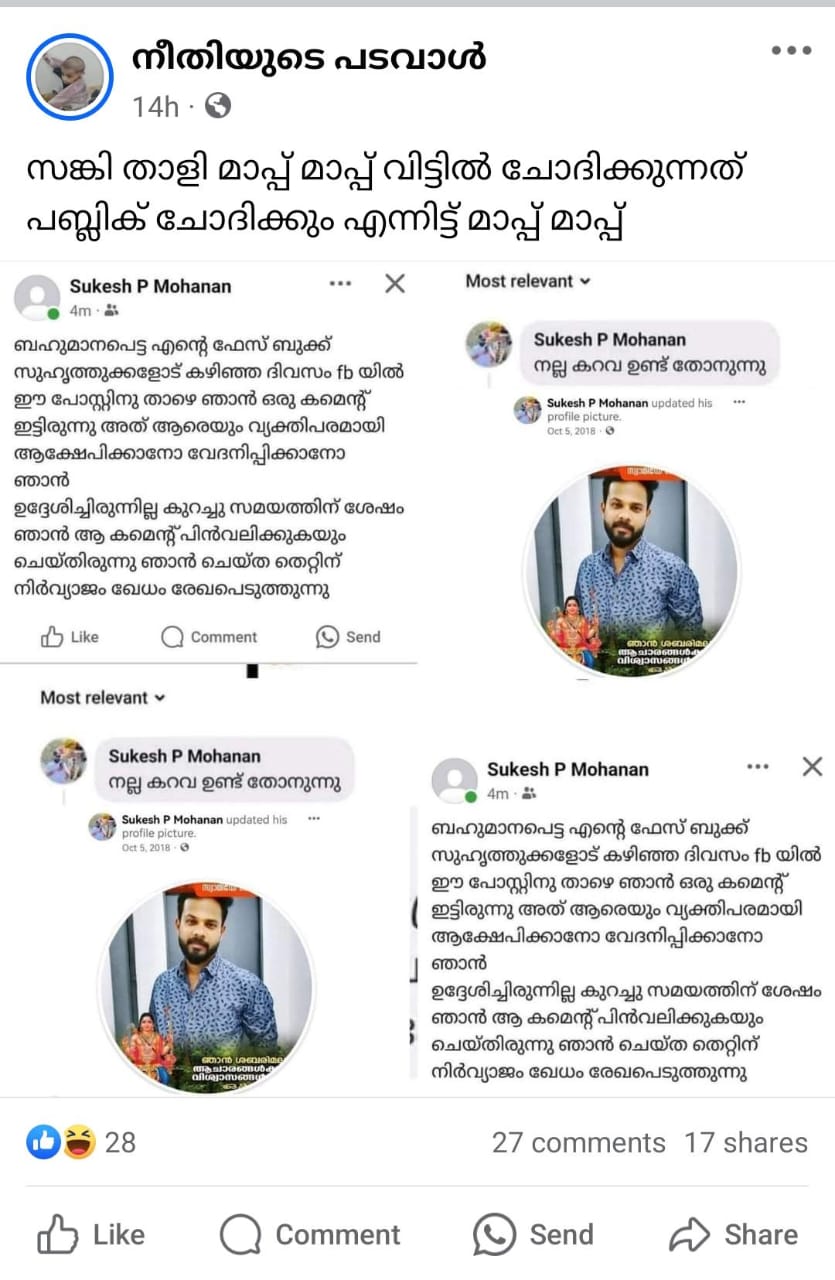 നീതിയുടെ പടവാൾ
14h ·
സങ്കി താളി മാപ്പ് മാപ്പ് വിട്ടിൽ ചോദിക്കുന്നത്
പബ്ലിക് ചോദിക്കും എന്നിട്ട് മാപ്പ് മാപ്പ്
Sukesh P Mohanan
4m ·
ബഹുമാനപെട്ട എന്റെ ഫേസ് ബുക്ക്
സുഹൃത്തുക്കളോട് കഴിഞ്ഞ ദിവസം fb യിൽ
ഈ പോസ്റ്റിനു താഴെ ഞാൻ ഒരു കമെന്റ്
ഇട്ടിരുന്നു അത് ആരെയും വ്യക്തിപരമായി
ആക്ഷേപിക്കാനോ വേദനിപ്പിക്കാനോ
ഞാൻ
ഉദ്ദേശിച്ചിരുന്നില്ല കുറച്ചു സമയത്തിന് ശേഷം
ഞാൻ ആ കമെന്റ് പിൻവലിക്കുകയും
ചെയ്തിരുന്നു ഞാൻ ചെയ്ത തെറ്റിന്
നിർവ്യാജം ഖേധം രേഖപെടുത്തുന്നു
Like Comment Send
Most relevant
Sukesh P Mohanan
നല്ല കറവ ഉണ്ട് തോനുന്നു
Sukesh P Mohanan updated his
profile picture.
Oct 5, 2018 ·
ഞാൻ ശബരിമല
ആചാരങ്ങൾക്ക
വിശ്വാസങ്ങൾ
Most relevant
Sukesh P Mohanan
നല്ല കറവ ഉണ്ട് തോനുന്നു
Sukesh P Mohanan updated his
profile picture.
Oct 5, 2018 ·
ഞാൻ ശബരിമല
ആചാരങ്ങൾക്ക
വിശ്വാസങ്ങൾ
Sukesh P Mohanan
4m ·
ബഹുമാനപെട്ട എന്റെ ഫേസ് ബുക്ക്
സുഹൃത്തുക്കളോട് കഴിഞ്ഞ ദിവസം fb യിൽ
ഈ പോസ്റ്റിനു താഴെ ഞാൻ ഒരു കമെന്റ്
ഇട്ടിരുന്നു അത് ആരെയും വ്യക്തിപരമായി
ആക്ഷേപിക്കാനോ വേദനിപ്പിക്കാനോ
ഞാൻ
ഉദ്ദേശിച്ചിരുന്നില്ല കുറച്ചു സമയത്തിന് ശേഷം
ഞാൻ ആ കമെന്റ് പിൻവലിക്കുകയും
ചെയ്തിരുന്നു ഞാൻ ചെയ്ത തെറ്റിന്
നിർവ്യാജം ഖേധം രേഖപെടുത്തുന്നു
28 27 comments 17 shares
Like Comment Send Share